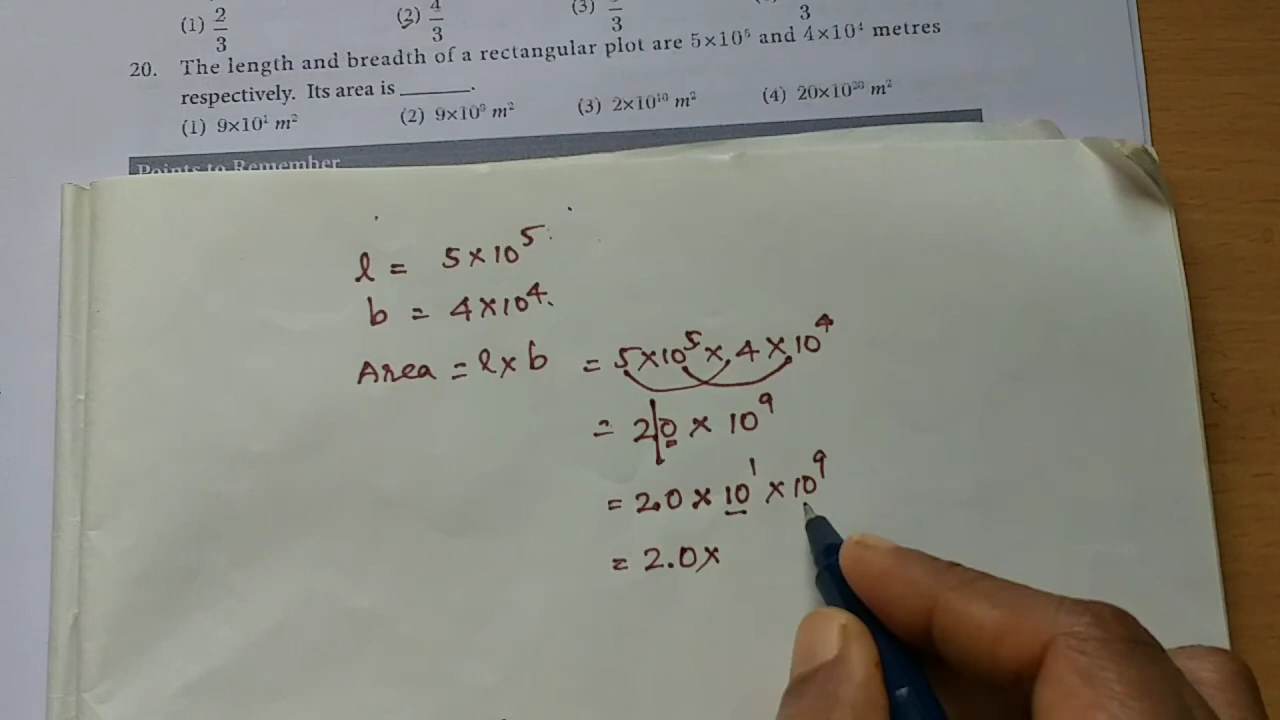 (1) 2/3 (2) 4/3 (3) /3 3
20. The length and breadth of a rectangular plot are 5×10⁵ and 4×10⁴ metres
respectively. Its area is ______.
(1) 9×10¹ m² (2) 9×10⁹ m² (3) 2×10¹⁰ m² (4) 20×10²⁰ m²
Points to Remember
l = 5×10⁵
b = 4×10⁴.
Area = l×b = 5×10⁵×4×10⁴
= 20 × 10⁹
= 2.0 × 10¹ × 10⁹
= 2.0×